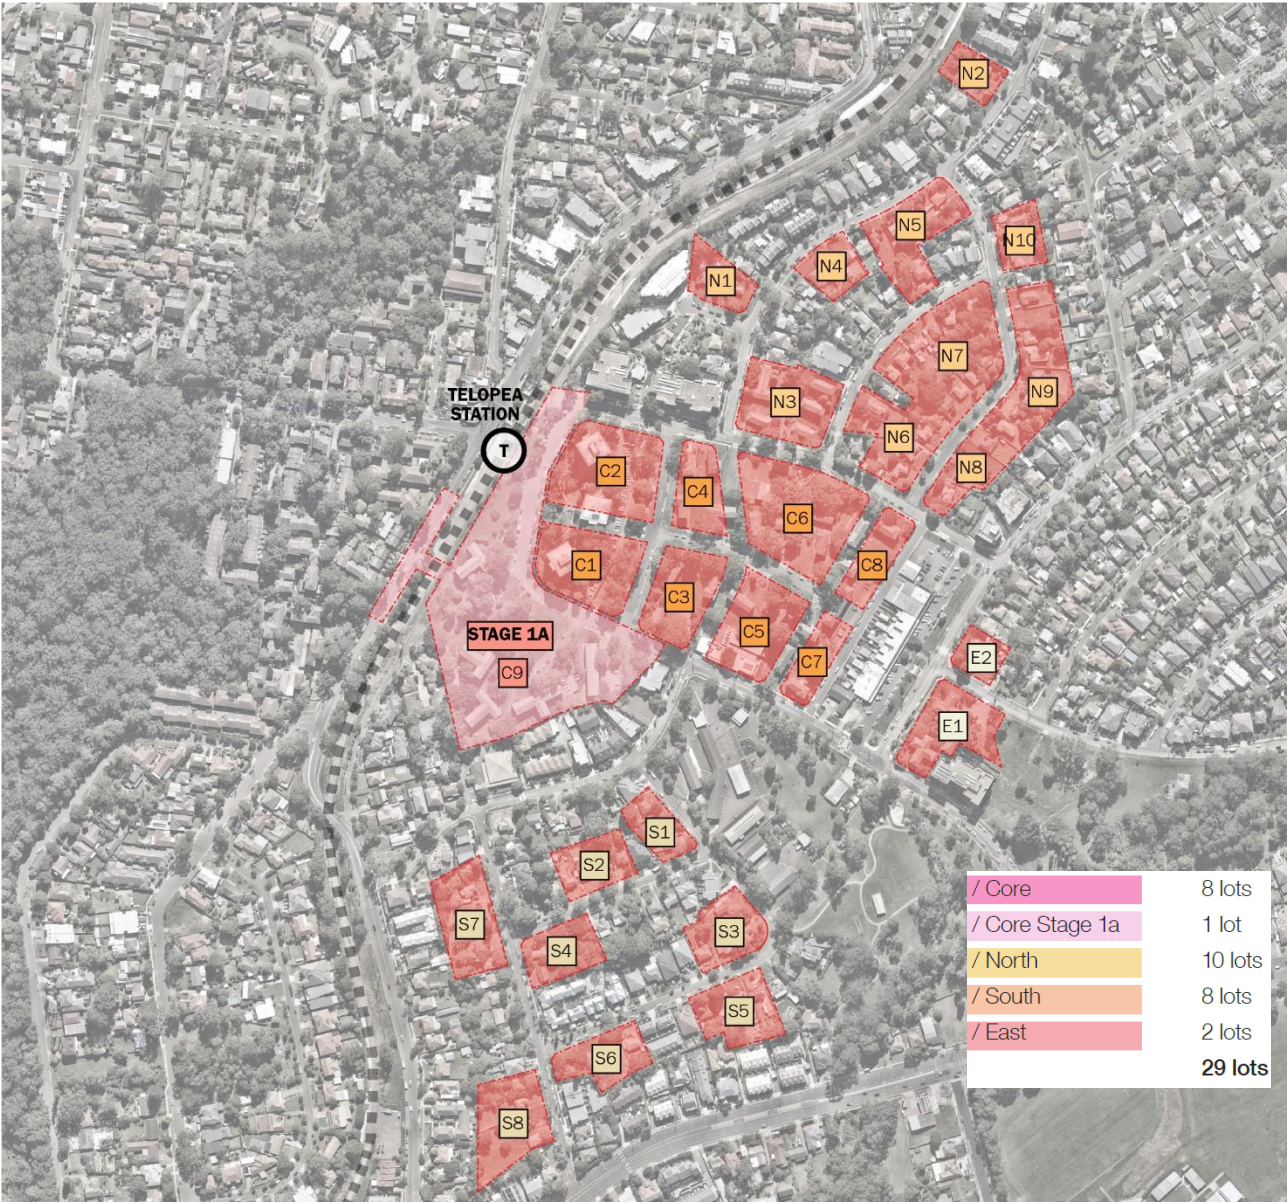 N2
N5
N10
N4
N1
N7
N9
TELOPEA
STATION
T
N3
N6
N8
C2
C4
C6
C1
C8
C3
C5
STAGE 1A
C9
C7
E2
E1
S1
S2
S7
S3
S4
S5
S6
S8
/ Core 8 lots
/ Core Stage 1a 1 lot
/ North 10 lots
/ South 8 lots
/ East 2 lots
29 lots